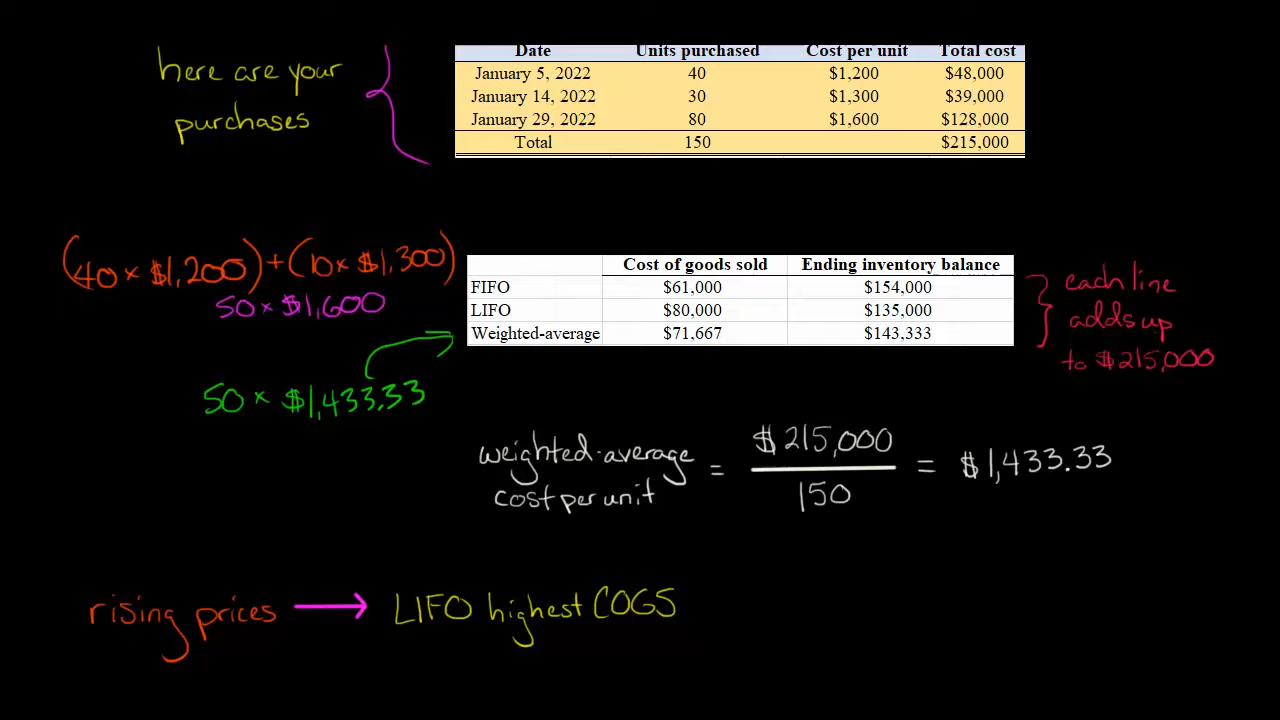 here are your
purchases
Date Units purchased Cost per unit Total cost
January 5, 2022 40 $1,200 $48,000
January 14, 2022 30 $1,300 $39,000
January 29, 2022 80 $1,600 $128,000
Total 150 $215,000
(40 × $1,200) + (10 × $1,300)
50 × $1,600
50 × $1,433.33
Cost of goods sold Ending inventory balance
FIFO $61,000 $154,000
LIFO $80,000 $135,000
Weighted-average $71,667 $143,333
each line
adds up
to $215,000
weighted-average
cost per unit = $215,000 / 150 = $1,433.33
rising prices → LIFO highest COGS